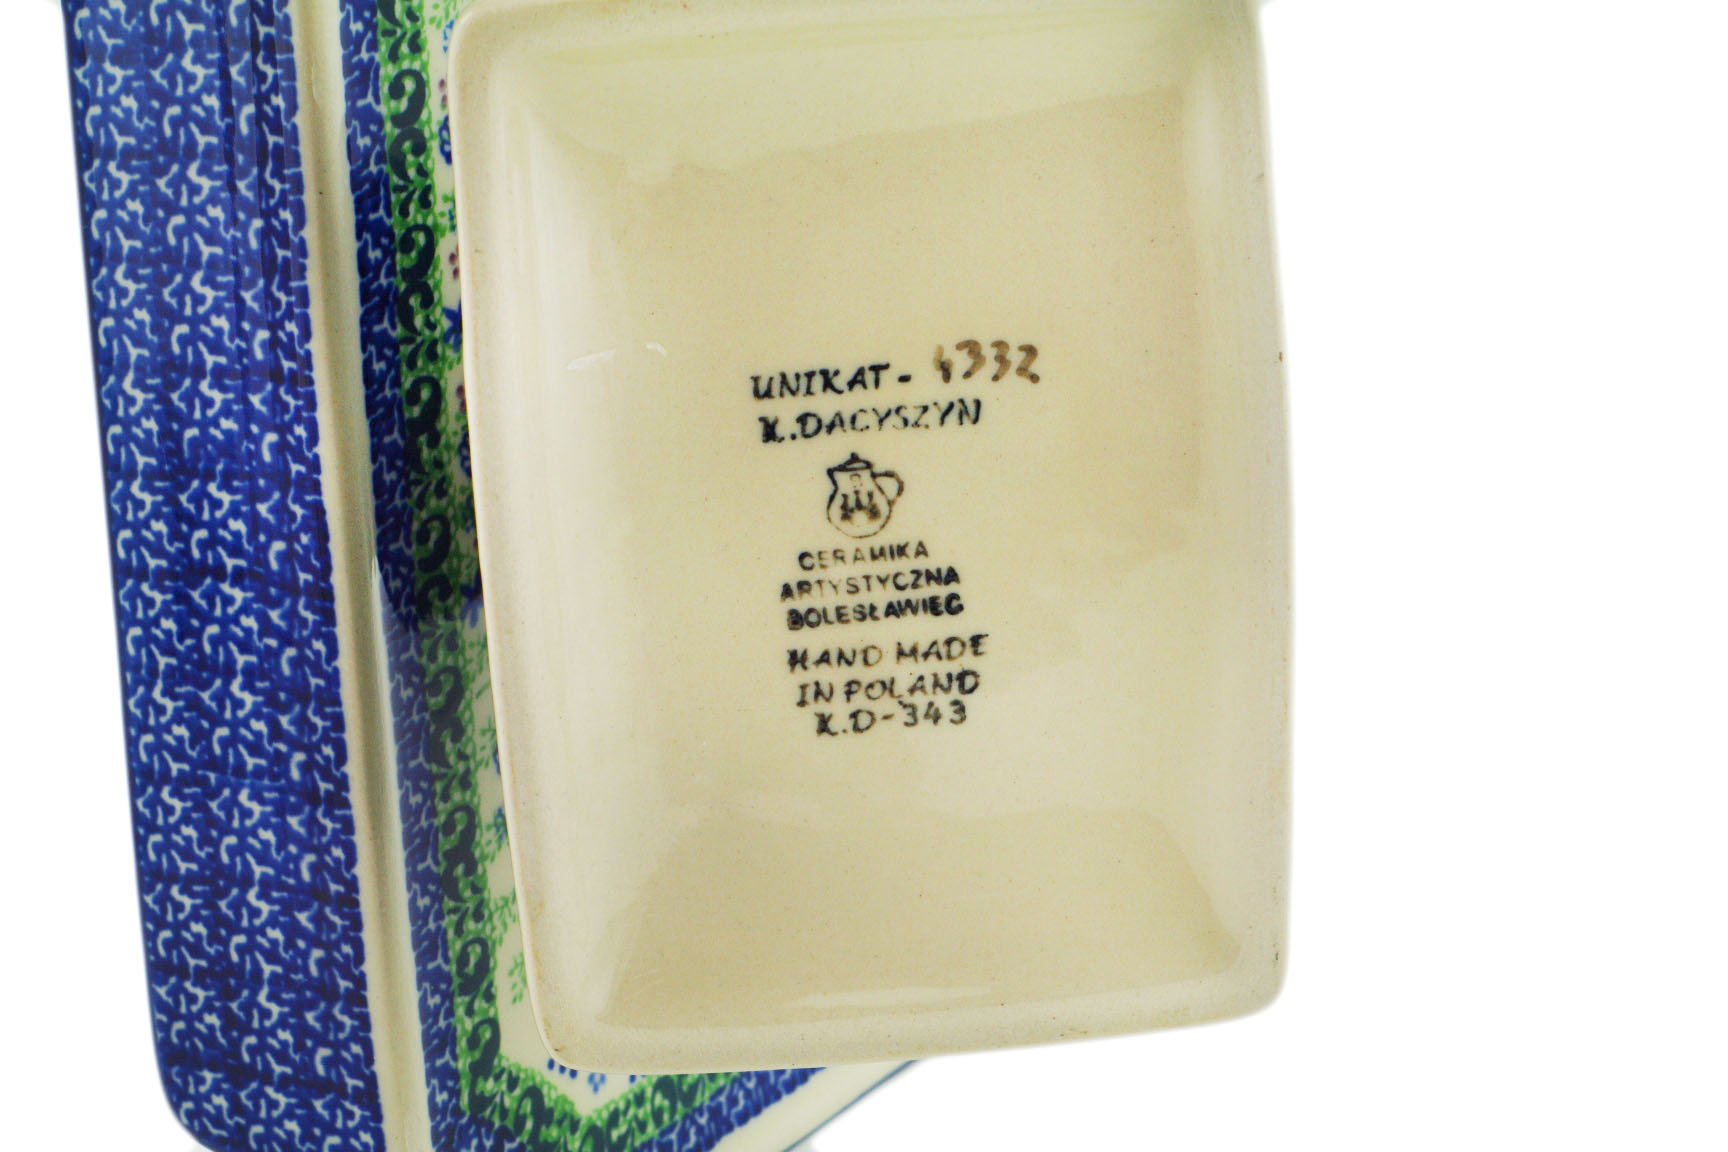 UNIKAT - 4332
K.DACYSZYN
CERAMIKA
ARTYSTYCZNA
BOLESŁAWIEC
HAND MADE
IN POLAND
K.D-343